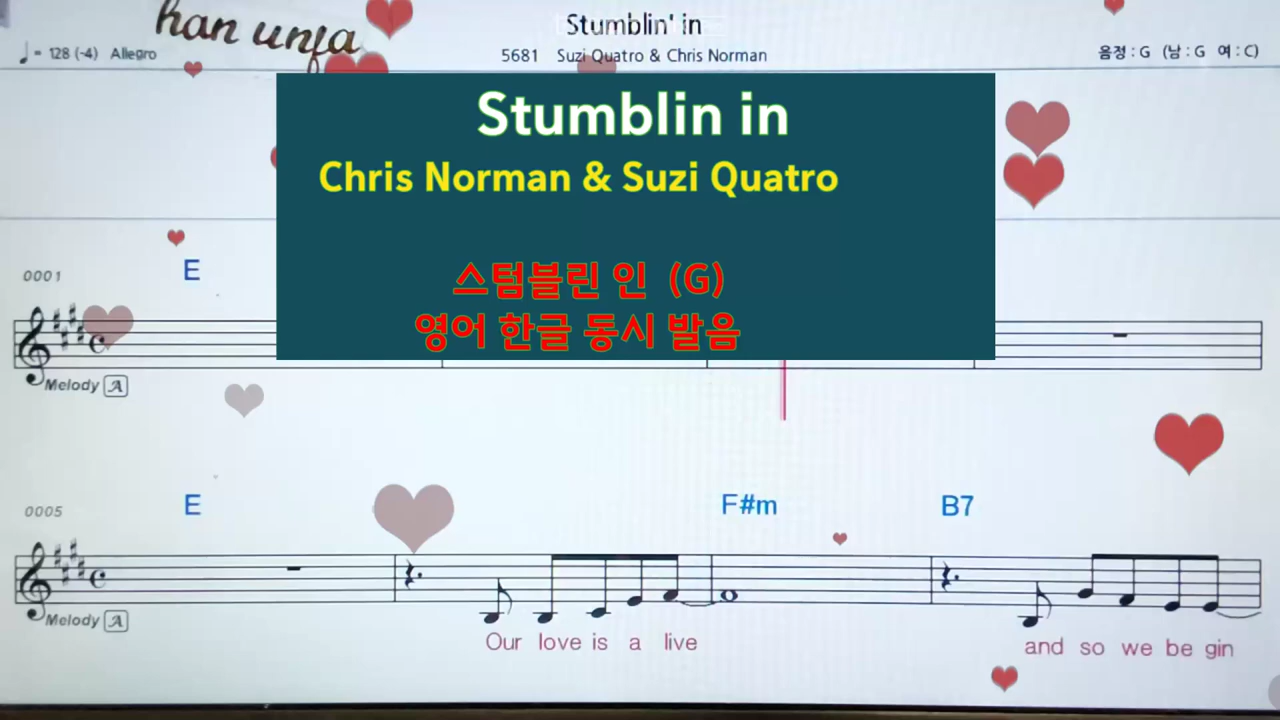 han unja
Stumblin' in
♩ = 128 (-4) Allegro
5681 Suzi Quatro & Chris Norman
음정 : G (남 : G 여 : C)
Stumblin in
Chris Norman & Suzi Quatro
스텀블린 인 (G)
영어 한글 동시 발음
0001
E
Melody A
0005
E F#m B7
Melody A
Our love is a live and so we be gin